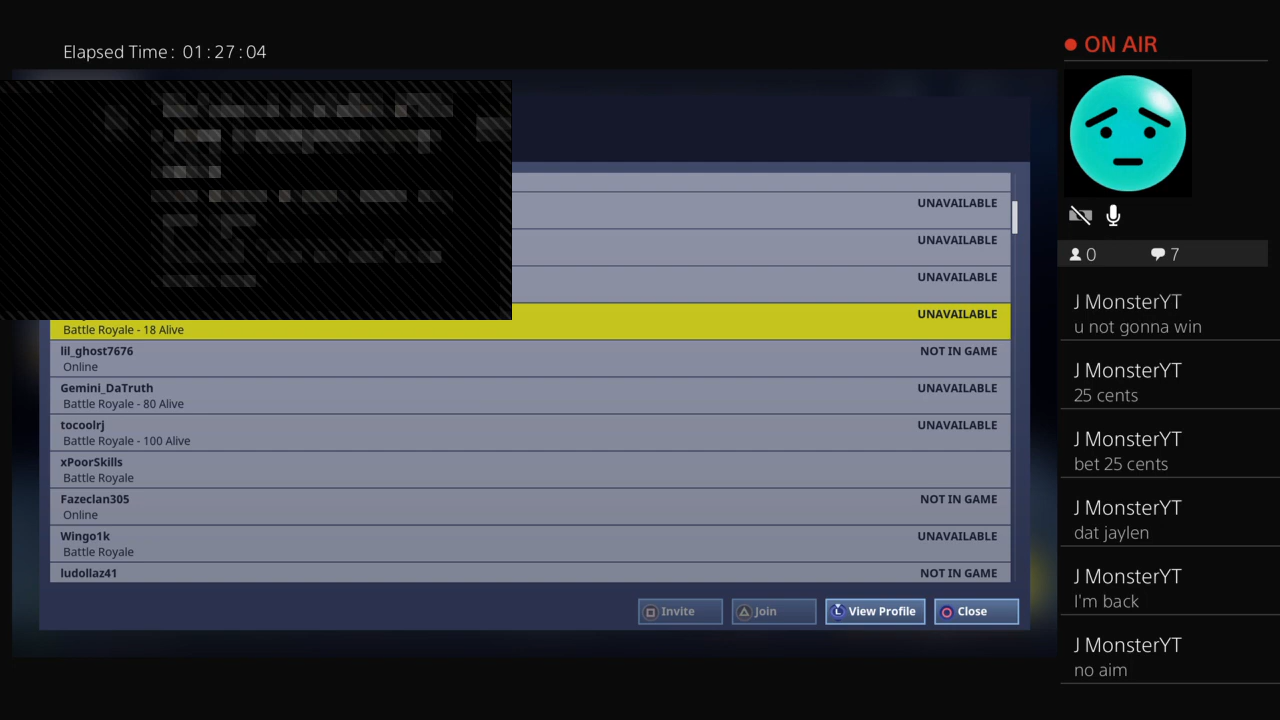 Elapsed Time: 01:27:04
ON AIR
UNAVAILABLE
UNAVAILABLE
UNAVAILABLE
UNAVAILABLE
Battle Royale - 18 Alive
lil_ghost7676 NOT IN GAME
Online
Gemini_DaTruth UNAVAILABLE
Battle Royale - 80 Alive
tocoolrj UNAVAILABLE
Battle Royale - 100 Alive
xPoorSkills
Battle Royale
Fazeclan305 NOT IN GAME
Online
Wingo1k UNAVAILABLE
Battle Royale
ludollaz41 NOT IN GAME
Invite Join View Profile Close
0 7
J MonsterYT
u not gonna win
J MonsterYT
25 cents
J MonsterYT
bet 25 cents
J MonsterYT
dat jaylen
J MonsterYT
I'm back
J MonsterYT
no aim